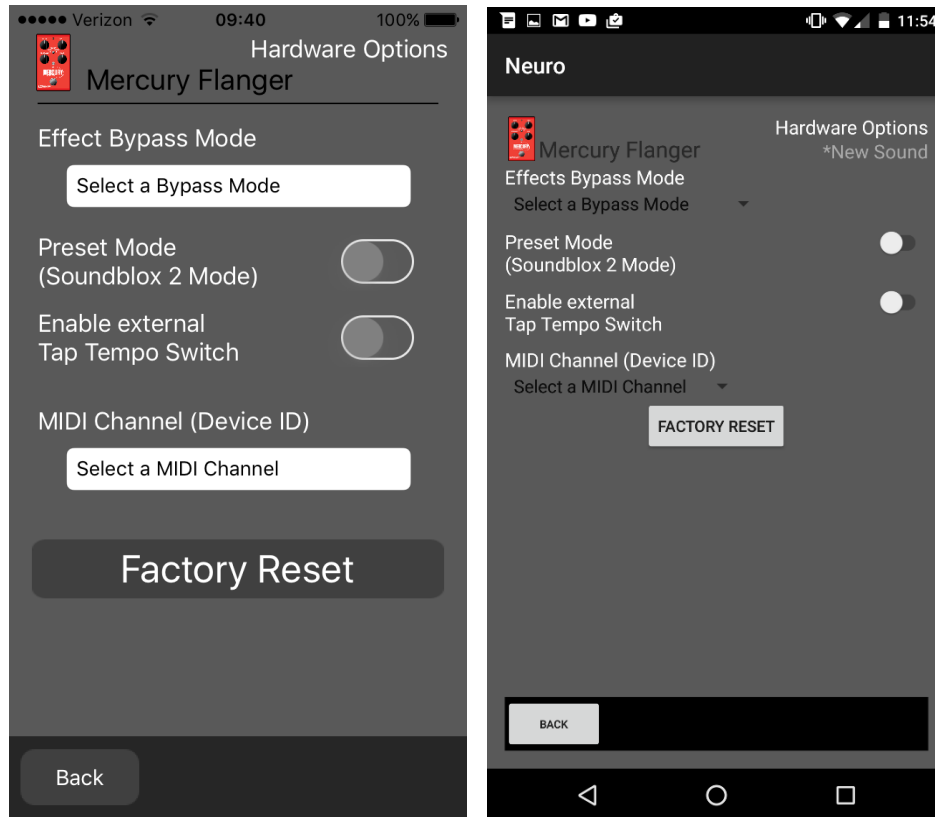 Verizon 09:40 100%
Hardware Options
MERCURY
Mercury Flanger
Effect Bypass Mode
Select a Bypass Mode
Preset Mode
(Soundblox 2 Mode)
Enable external
Tap Tempo Switch
MIDI Channel (Device ID)
Select a MIDI Channel
Factory Reset
Back
11:54
Neuro
Hardware Options
Mercury Flanger
*New Sound
Effects Bypass Mode
Select a Bypass Mode
Preset Mode
(Soundblox 2 Mode)
Enable external
Tap Tempo Switch
MIDI Channel (Device ID)
Select a MIDI Channel
FACTORY RESET
BACK